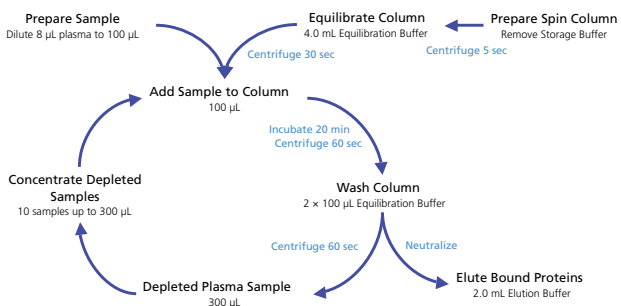 Prepare Sample
Dilute 8 µL plasma to 100 µL
Equilibrate Column
4.0 mL Equilibration Buffer
Prepare Spin Column
Remove Storage Buffer
Centrifuge 30 sec
Centrifuge 5 sec
Add Sample to Column
100 µL
Incubate 20 min
Centrifuge 60 sec
Concentrate Depleted
Samples
10 samples up to 300 µL
Wash Column
2 × 100 µL Equilibration Buffer
Centrifuge 60 sec
Neutralize
Depleted Plasma Sample
300 µL
Elute Bound Proteins
2.0 mL Elution Buffer